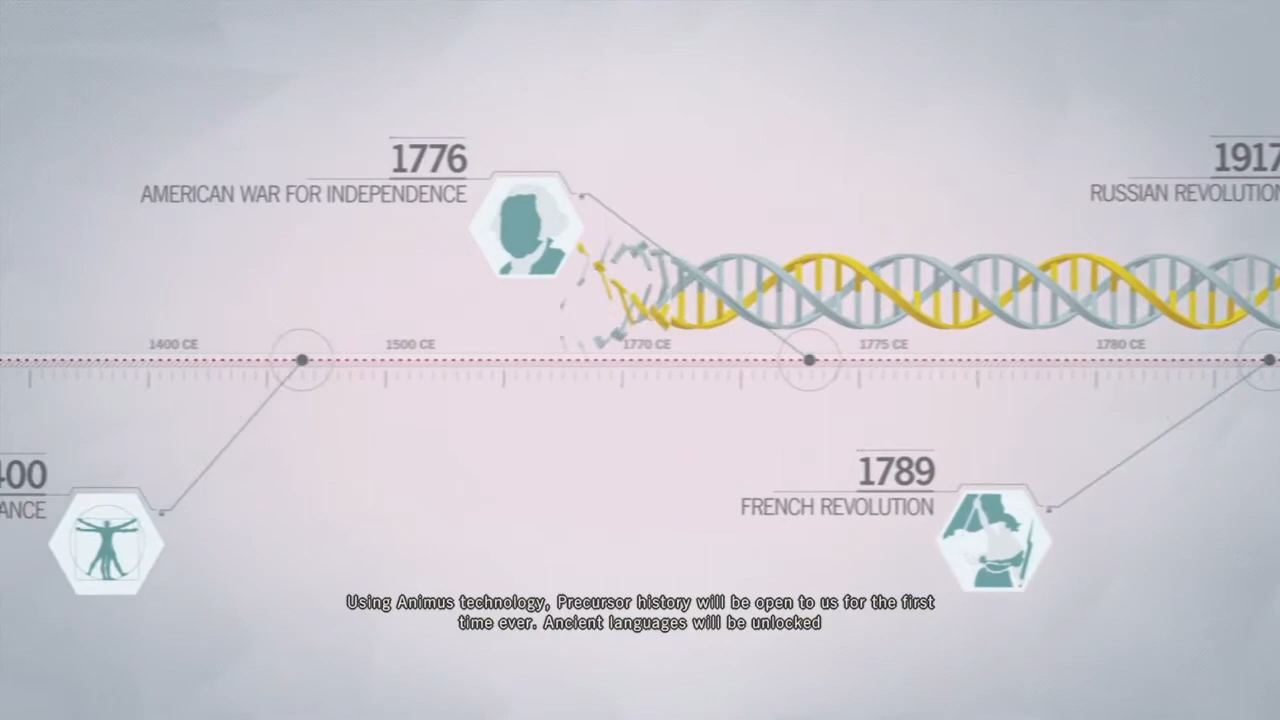 1776
AMERICAN WAR FOR INDEPENDENCE
1917
RUSSIAN REVOLUTION
1400 CE
1500 CE
1770 CE
1775 CE
1780 CE
400
ANCE
1789
FRENCH REVOLUTION
Using Animus technology, Precursor history will be open to us for the first
time ever. Ancient languages will be unlocked